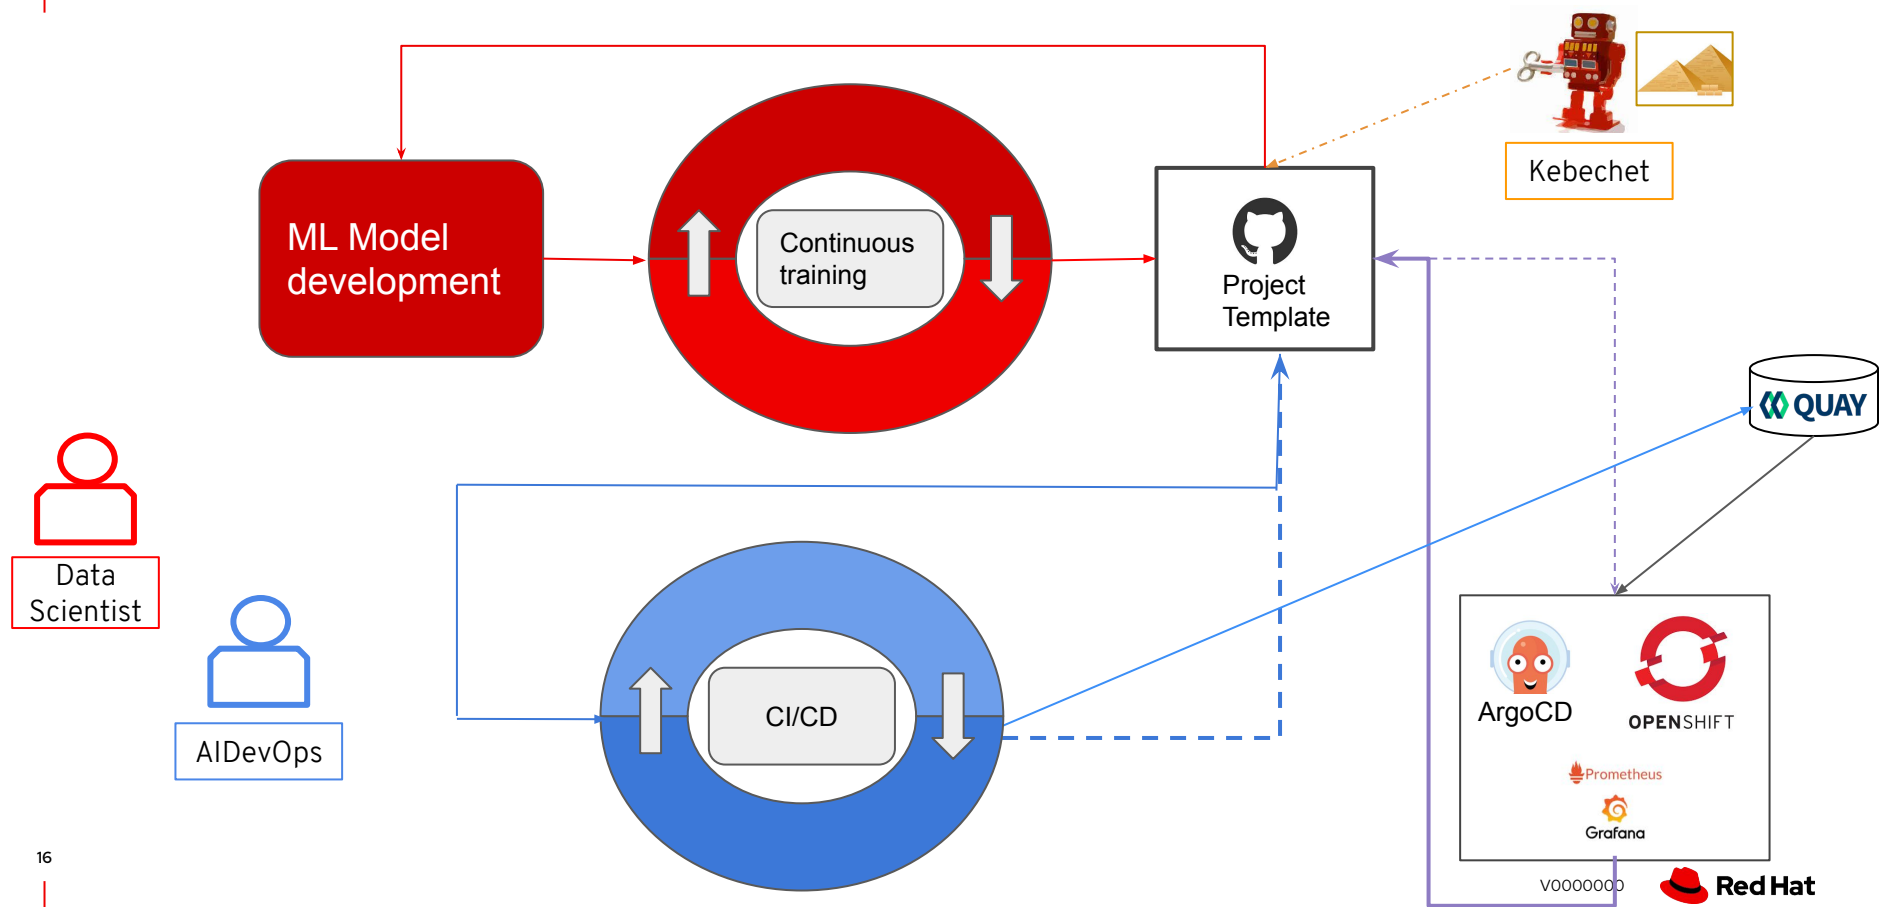 Kebechet
ML Model
development
Continuous
training
Project
Template
QUAY
Data
Scientist
AIDevOps
CI/CD
ArgoCD
OPENSHIFT
Prometheus
Grafana
16
V0000000
Red Hat